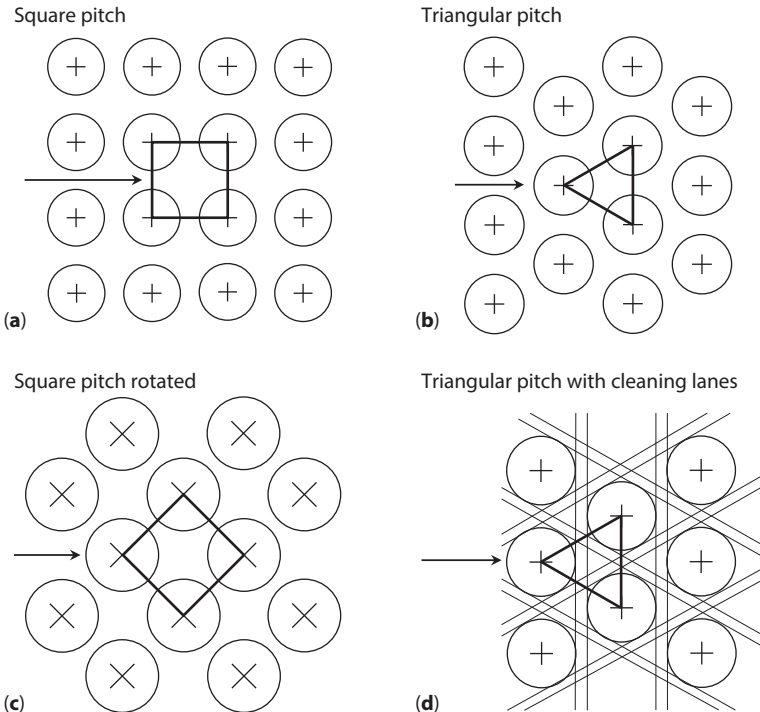 Square pitch
Triangular pitch
(a)
(b)
Square pitch rotated
Triangular pitch with cleaning lanes
(c)
(d)